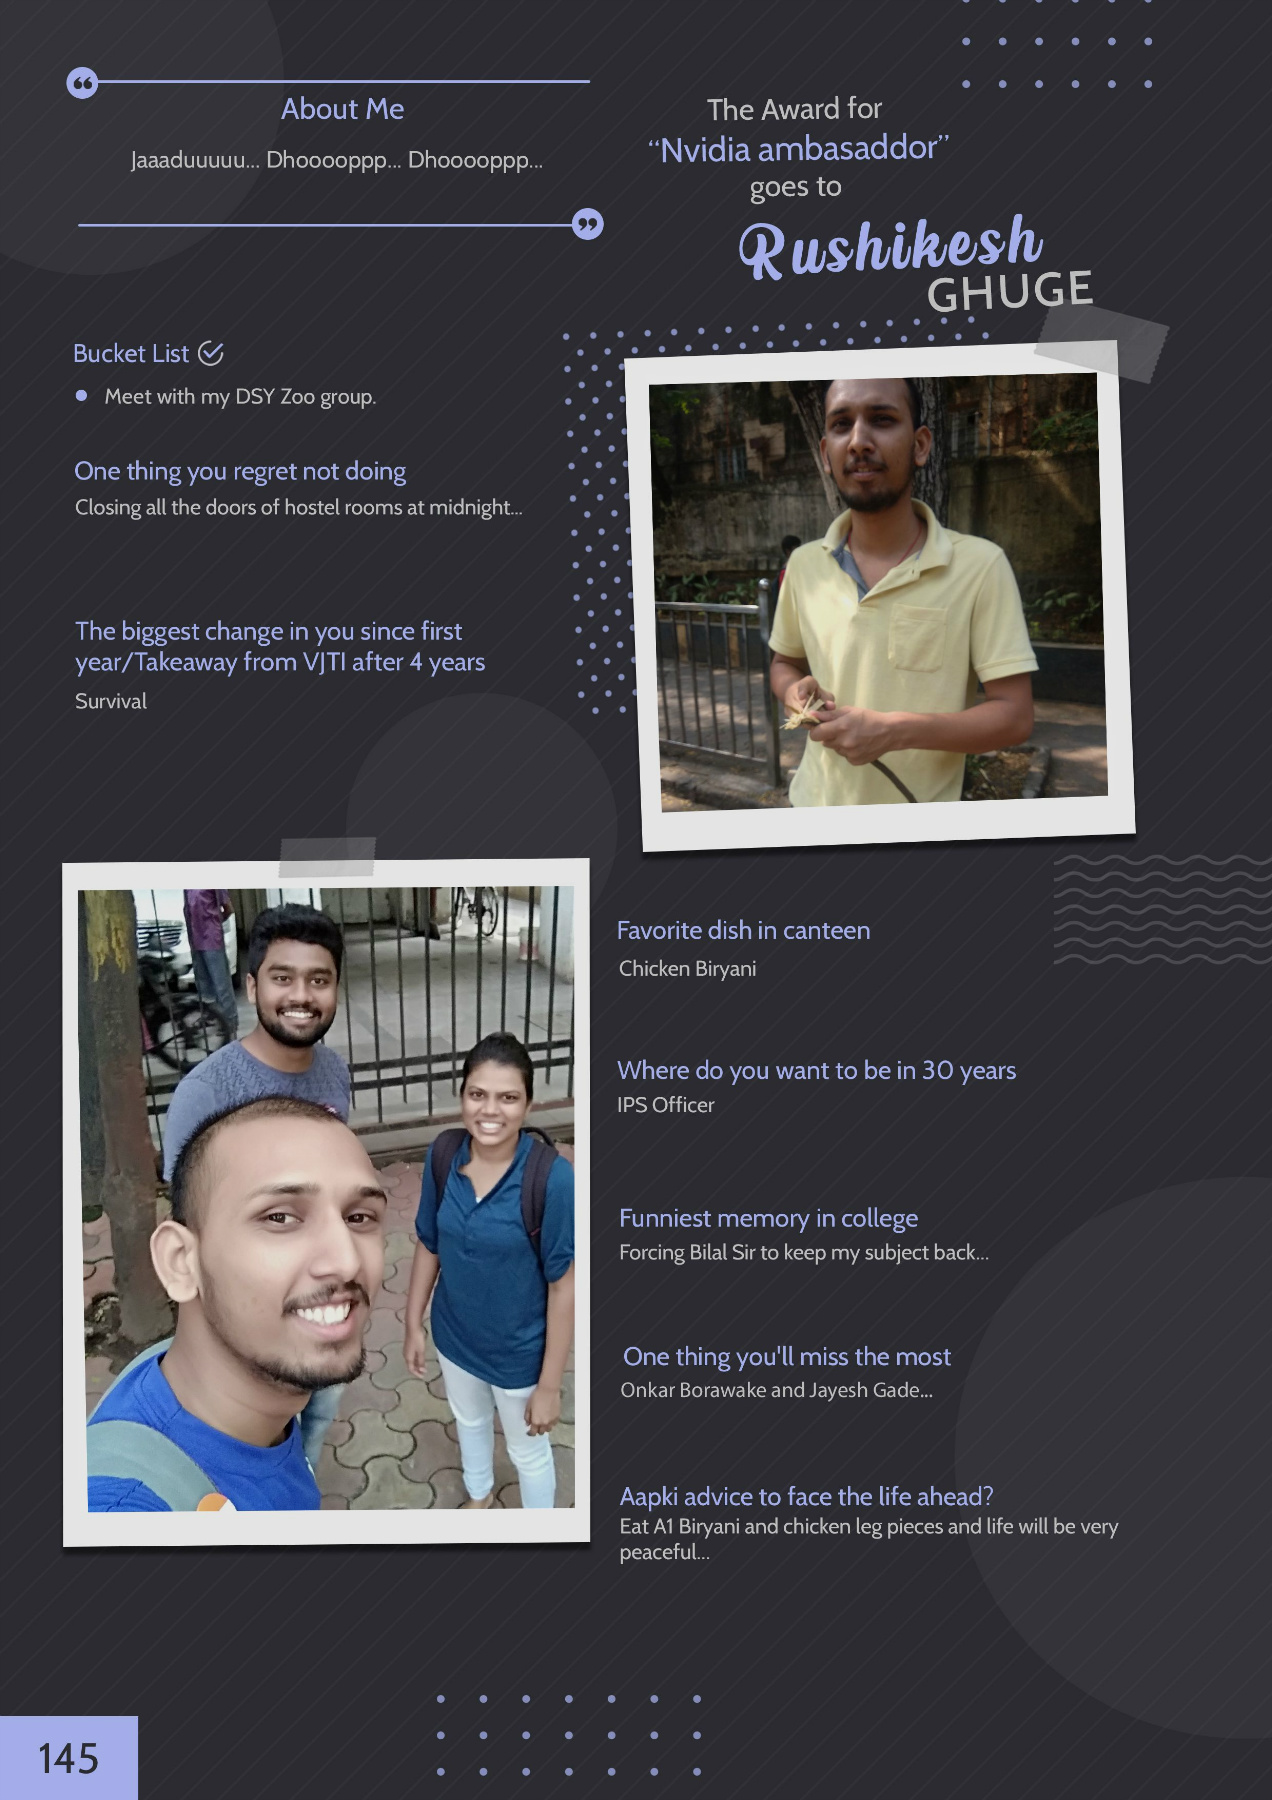 About Me
Jaaaduuuuu... Dhooooppp... Dhooooppp...
The Award for
“Nvidia ambasaddor”
goes to
Rushikesh
GHUGE
Bucket List
Meet with my DSY Zoo group.
One thing you regret not doing
Closing all the doors of hostel rooms at midnight...
The biggest change in you since first
year/Takeaway from VJTI after 4 years
Survival
Favorite dish in canteen
Chicken Biryani
Where do you want to be in 30 years
IPS Officer
Funniest memory in college
Forcing Bilal Sir to keep my subject back...
One thing you'll miss the most
Onkar Borawake and Jayesh Gade...
Aapki advice to face the life ahead?
Eat A1 Biryani and chicken leg pieces and life will be very
peaceful...
145